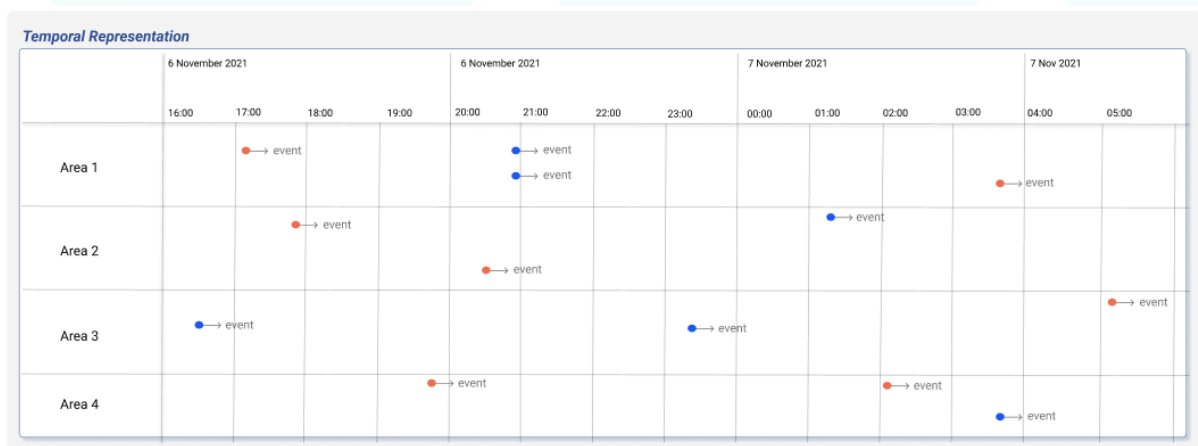 Temporal Representation
6 November 2021 6 November 2021 7 November 2021 7 Nov 2021
16:00 17:00 18:00 19:00 20:00 21:00 22:00 23:00 00:00 01:00 02:00 03:00 04:00 05:00
event event
Area 1
event event
event event
Area 2
event
event
event event
Area 3
event event
Area 4
event